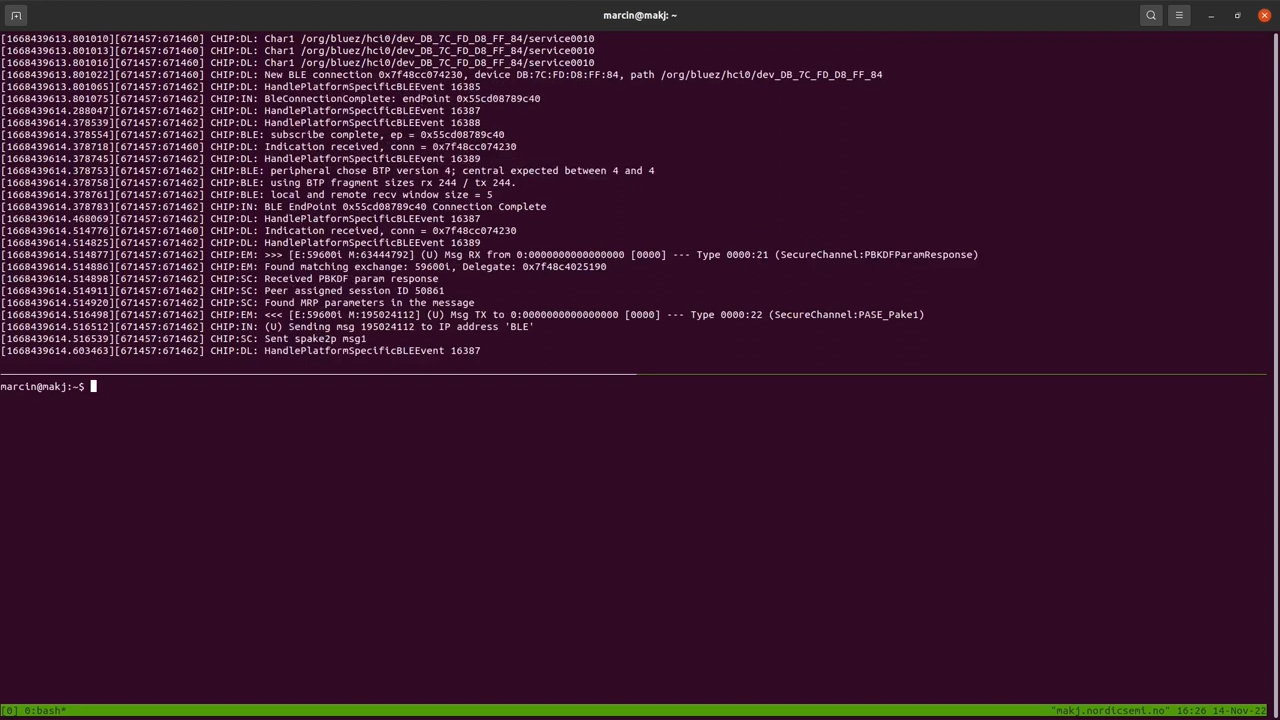 marcin@makj: ~
[1668439613.801010][671457:671460] CHIP:DL: Char1 /org/bluez/hci0/dev_DB_7C_FD_D8_FF_84/service0010
[1668439613.801013][671457:671460] CHIP:DL: Char1 /org/bluez/hci0/dev_DB_7C_FD_D8_FF_84/service0010
[1668439613.801016][671457:671460] CHIP:DL: Char1 /org/bluez/hci0/dev_DB_7C_FD_D8_FF_84/service0010
[1668439613.801022][671457:671460] CHIP:DL: New BLE connection 0x7f48cc074230, device DB:7C:FD:D8:FF:84, path /org/bluez/hci0/dev_DB_7C_FD_D8_FF_84
[1668439613.801065][671457:671462] CHIP:DL: HandlePlatformSpecificBLEEvent 16385
[1668439613.801075][671457:671462] CHIP:IN: BleConnectionComplete: endPoint 0x55cd08789c40
[1668439614.288047][671457:671462] CHIP:DL: HandlePlatformSpecificBLEEvent 16387
[1668439614.378539][671457:671462] CHIP:DL: HandlePlatformSpecificBLEEvent 16388
[1668439614.378554][671457:671462] CHIP:BLE: subscribe complete, ep = 0x55cd08789c40
[1668439614.378718][671457:671460] CHIP:DL: Indication received, conn = 0x7f48cc074230
[1668439614.378745][671457:671462] CHIP:DL: HandlePlatformSpecificBLEEvent 16389
[1668439614.378753][671457:671462] CHIP:BLE: peripheral chose BTP version 4; central expected between 4 and 4
[1668439614.378758][671457:671462] CHIP:BLE: using BTP fragment sizes rx 244 / tx 244.
[1668439614.378761][671457:671462] CHIP:BLE: local and remote recv window size = 5
[1668439614.378783][671457:671462] CHIP:IN: BLE EndPoint 0x55cd08789c40 Connection Complete
[1668439614.468069][671457:671462] CHIP:DL: HandlePlatformSpecificBLEEvent 16387
[1668439614.514776][671457:671460] CHIP:DL: Indication received, conn = 0x7f48cc074230
[1668439614.514825][671457:671462] CHIP:DL: HandlePlatformSpecificBLEEvent 16389
[1668439614.514877][671457:671462] CHIP:EM: >>> [E:59600i M:63444792] (U) Msg RX from 0:0000000000000000 [0000] --- Type 0000:21 (SecureChannel:PBKDFParamResponse)
[1668439614.514886][671457:671462] CHIP:EM: Found matching exchange: 59600i, Delegate: 0x7f48c4025190
[1668439614.514898][671457:671462] CHIP:SC: Received PBKDF param response
[1668439614.514911][671457:671462] CHIP:SC: Peer assigned session ID 50861
[1668439614.514920][671457:671462] CHIP:SC: Found MRP parameters in the message
[1668439614.516498][671457:671462] CHIP:EM: <<< [E:59600i M:195024112] (U) Msg TX to 0:0000000000000000 [0000] --- Type 0000:22 (SecureChannel:PASE_Pake1)
[1668439614.516512][671457:671462] CHIP:IN: (U) Sending msg 195024112 to IP address 'BLE'
[1668439614.516539][671457:671462] CHIP:SC: Sent spake2p msg1
[1668439614.603463][671457:671462] CHIP:DL: HandlePlatformSpecificBLEEvent 16387
marcin@makj:~$
[0] 0:bash* "makj.nordicsemi.no" 16:26 14-Nov-22